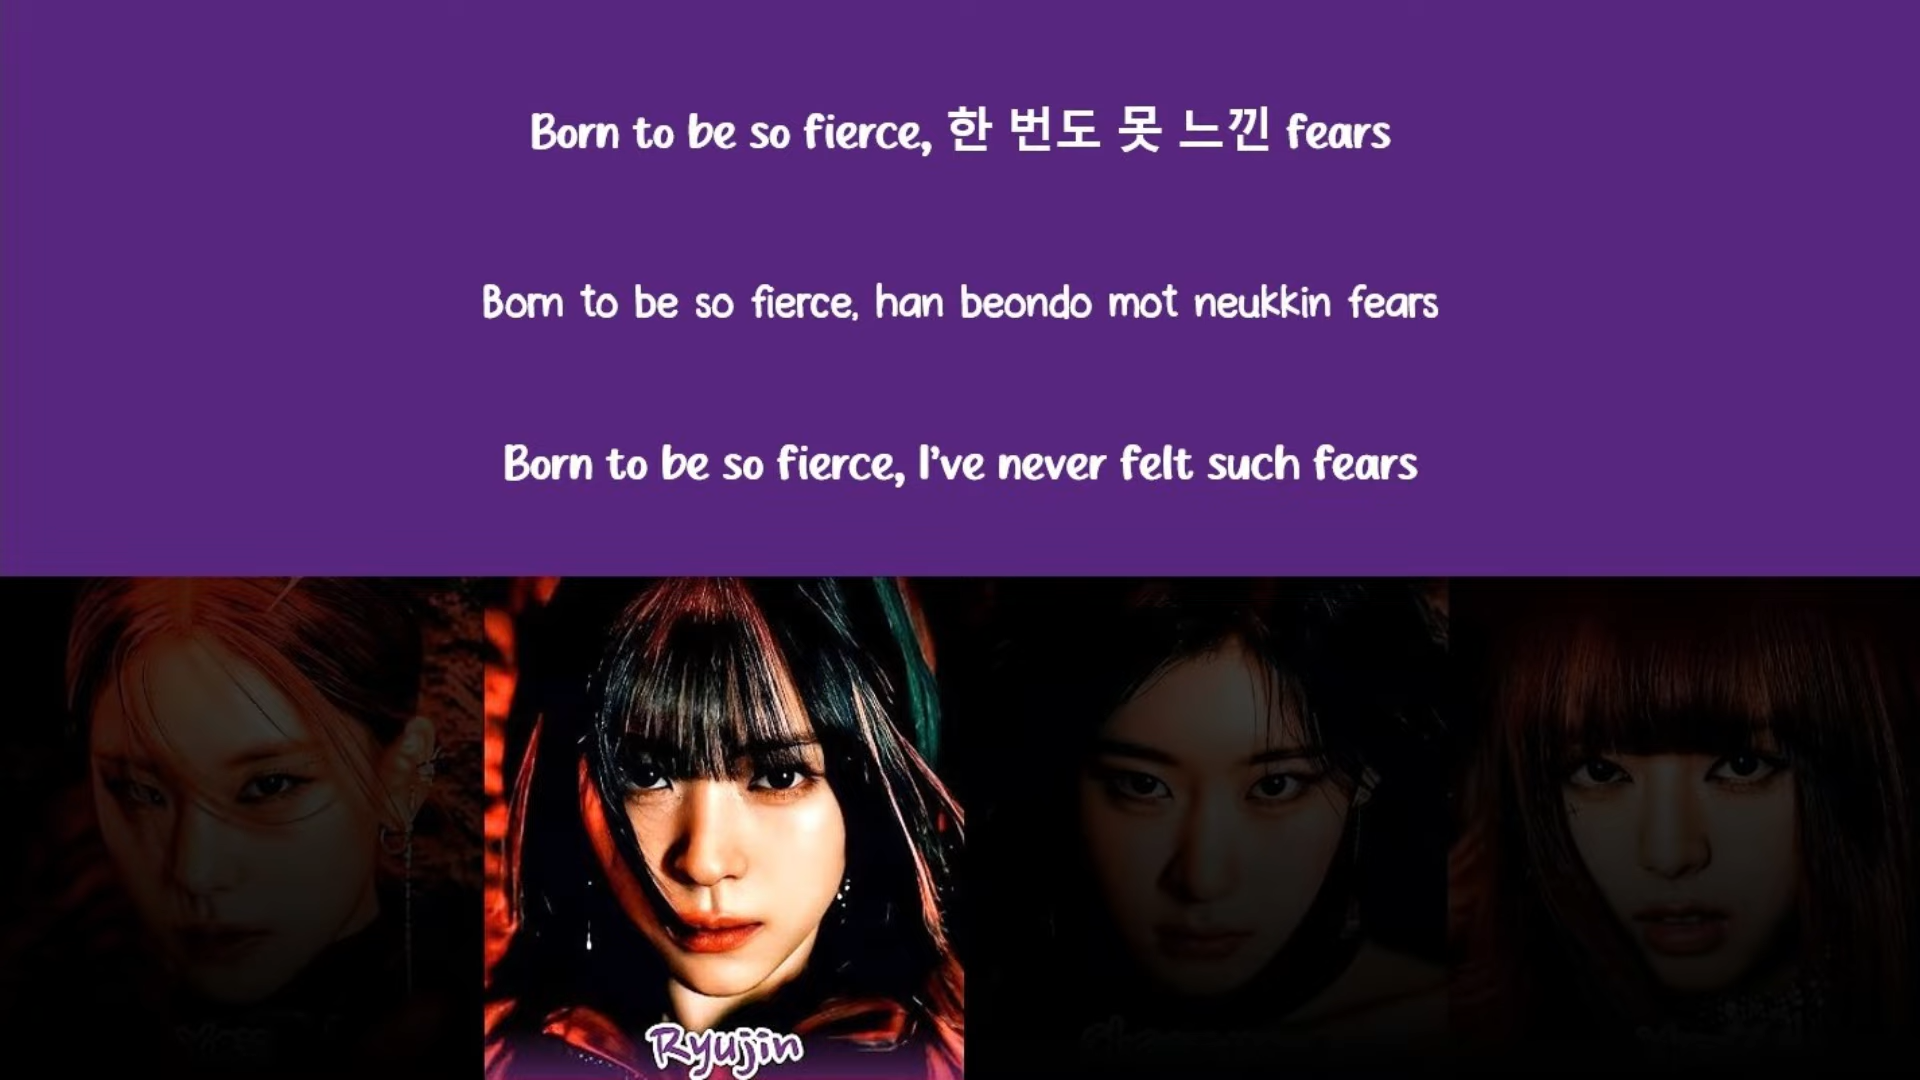 Born to be so fierce, 한 번도 못 느낀 fears
Born to be so fierce, han beondo mot neukkin fears
Born to be so fierce, I've never felt such fears
Ryujin